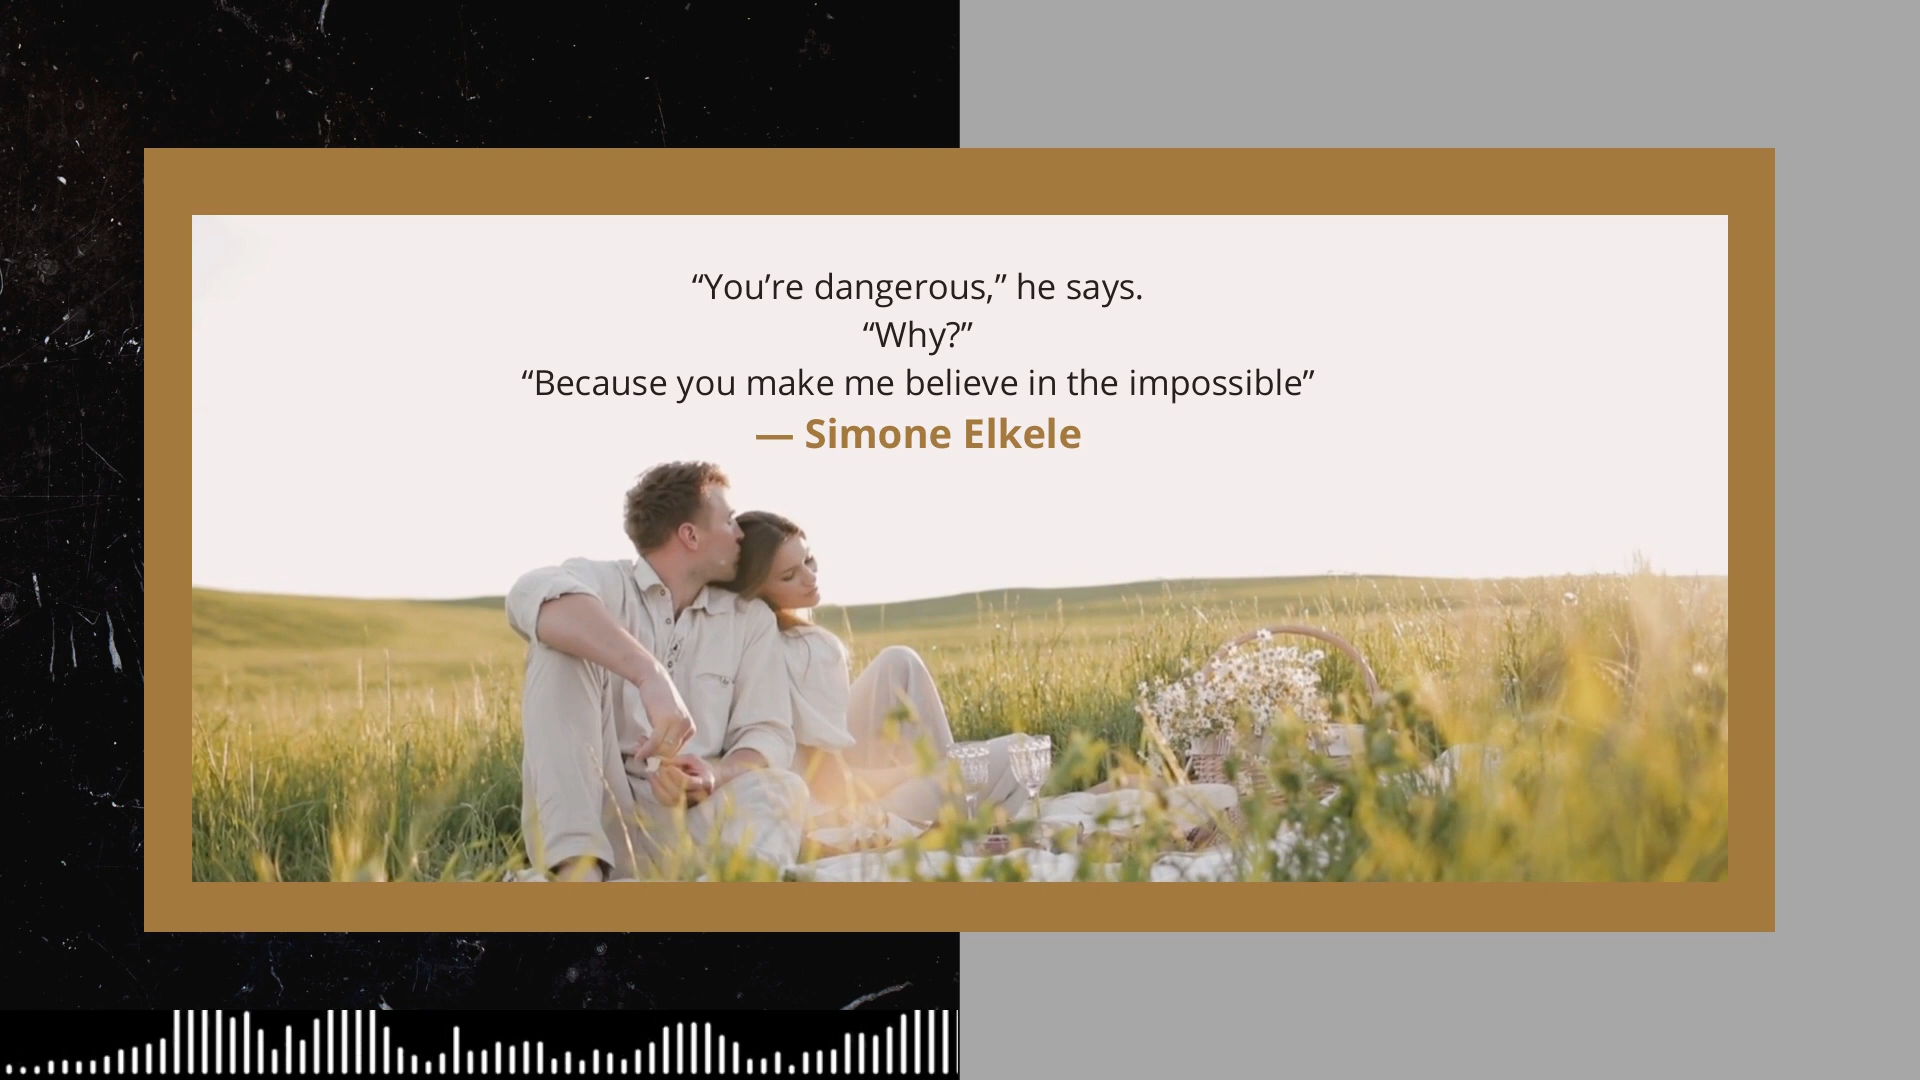 “You’re dangerous,” he says.
“Why?”
“Because you make me believe in the impossible”
— Simone Elkele